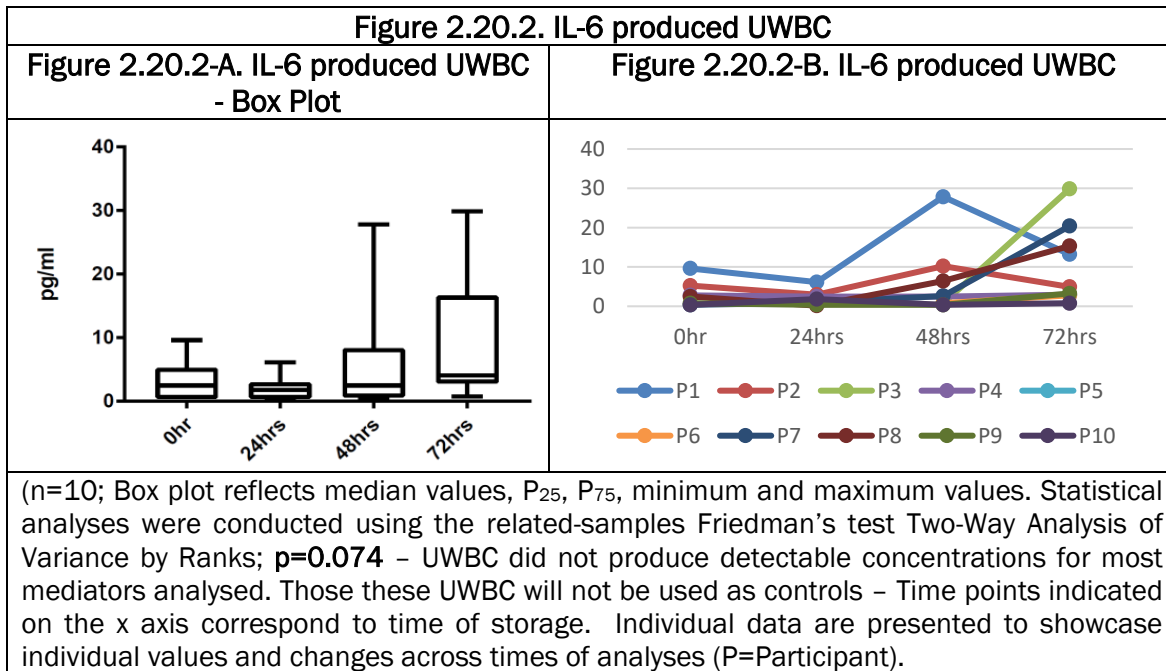 Figure 2.20.2. IL-6 produced UWBC
Figure 2.20.2-A. IL-6 produced UWBC
- Box Plot
Figure 2.20.2-B. IL-6 produced UWBC
40
30
20
10
0
pg/ml
0hr
24hrs
48hrs
72hrs
40
30
20
10
0
0hr
24hrs
48hrs
72hrs
P1
P2
P3
P4
P5
P6
P7
P8
P9
P10
(n=10; Box plot reflects median values, P25, P75, minimum and maximum values. Statistical
analyses were conducted using the related-samples Friedman's test Two-Way Analysis of
Variance by Ranks; p=0.074 – UWBC did not produce detectable concentrations for most
mediators analysed. Those these UWBC will not be used as controls – Time points indicated
on the x axis correspond to time of storage. Individual data are presented to showcase
individual values and changes across times of analyses (P=Participant).